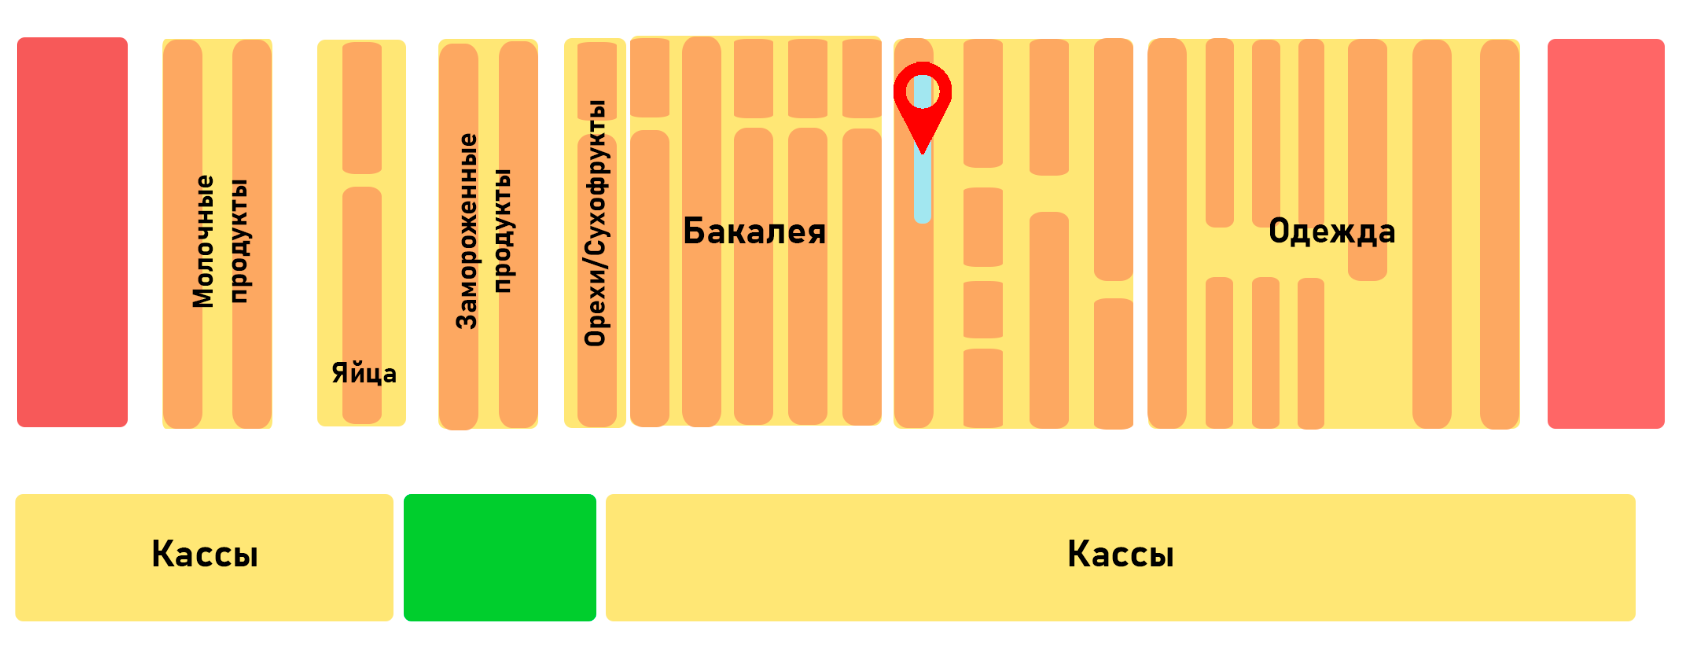 Молочные
продукты
Яйца
Замороженные
продукты
Орехи/Сухофрукты
Бакалея
Одежда
Кассы
Кассы